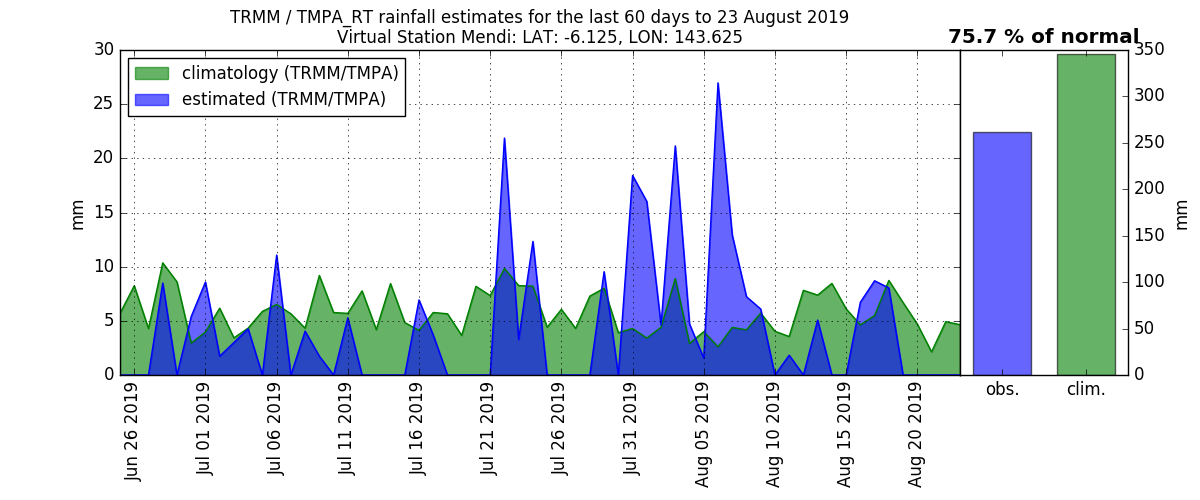 TRMM / TMPA_RT rainfall estimates for the last 60 days to 23 August 2019
Virtual Station Mendi: LAT: -6.125, LON: 143.625
75.7 % of normal
climatology (TRMM/TMPA)
estimated (TRMM/TMPA)
30
25
20
15
10
5
0
mm
Jun 26 2019
Jul 01 2019
Jul 06 2019
Jul 11 2019
Jul 16 2019
Jul 21 2019
Jul 26 2019
Jul 31 2019
Aug 05 2019
Aug 10 2019
Aug 15 2019
Aug 20 2019
obs.
clim.
350
300
250
200
150
100
50
0
mm